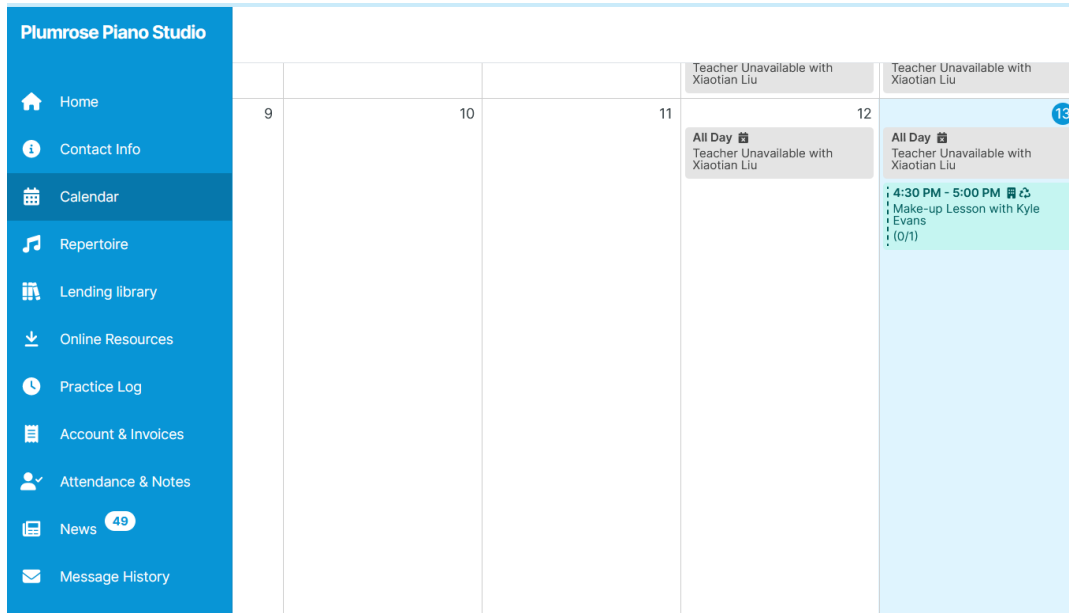 Plumrose Piano Studio
Home
Contact Info
Calendar
Repertoire
Lending library
Online Resources
Practice Log
Account & Invoices
Attendance & Notes
News 49
Message History
Teacher Unavailable with
Xiaotian Liu
Teacher Unavailable with
Xiaotian Liu
9
10
11
12
All Day
Teacher Unavailable with
Xiaotian Liu
13
All Day
Teacher Unavailable with
Xiaotian Liu
4:30 PM - 5:00 PM
Make-up Lesson with Kyle
Evans
(0/1)